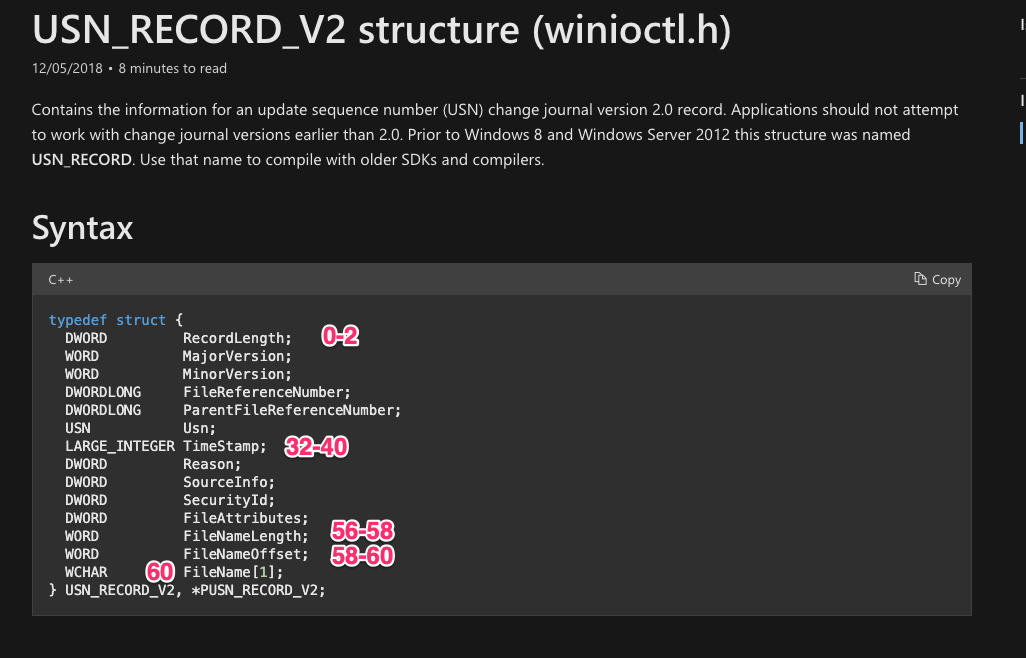 USN_RECORD_V2 structure (winioctl.h)
12/05/2018 • 8 minutes to read
Contains the information for an update sequence number (USN) change journal version 2.0 record. Applications should not attempt
to work with change journal versions earlier than 2.0. Prior to Windows 8 and Windows Server 2012 this structure was named
USN_RECORD. Use that name to compile with older SDKs and compilers.
Syntax
C++ Copy
typedef struct {
DWORD RecordLength; 0-2
WORD MajorVersion;
WORD MinorVersion;
DWORDLONG FileReferenceNumber;
DWORDLONG ParentFileReferenceNumber;
USN Usn;
LARGE_INTEGER TimeStamp; 32-40
DWORD Reason;
DWORD SourceInfo;
DWORD SecurityId;
DWORD FileAttributes;
WORD FileNameLength; 56-58
WORD FileNameOffset; 58-60
WCHAR 60 FileName[1];
} USN_RECORD_V2, *PUSN_RECORD_V2;